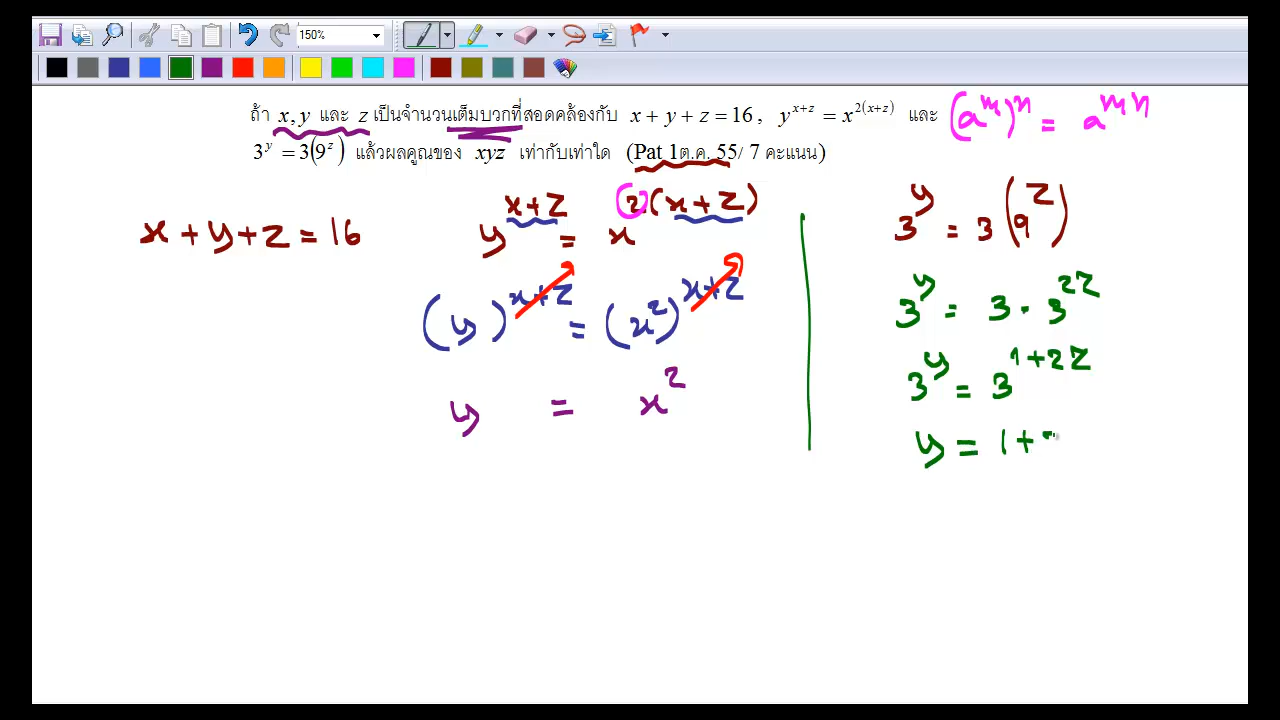 150%
ถ้า x, y และ z เป็นจำนวนเต็มบวกที่สอดคล้องกับ x + y + z = 16 , y^{x+z} = x^{2(x+z)} และ
3^y = 3(9^z) แล้วผลคูณของ xyz เท่ากับเท่าใด (Pat 1ต.ค. 55/ 7 คะแนน)
(a^m)^n = a^{mn}
x + y + z = 16
y^{x+z} = x^{2(x+z)}
(y)^{x+z} = (x^2)^{x+z}
y = x^2
3^y = 3(9^z)
3^y = 3 · 3^{2z}
3^y = 3^{1+2z}
y = 1 +